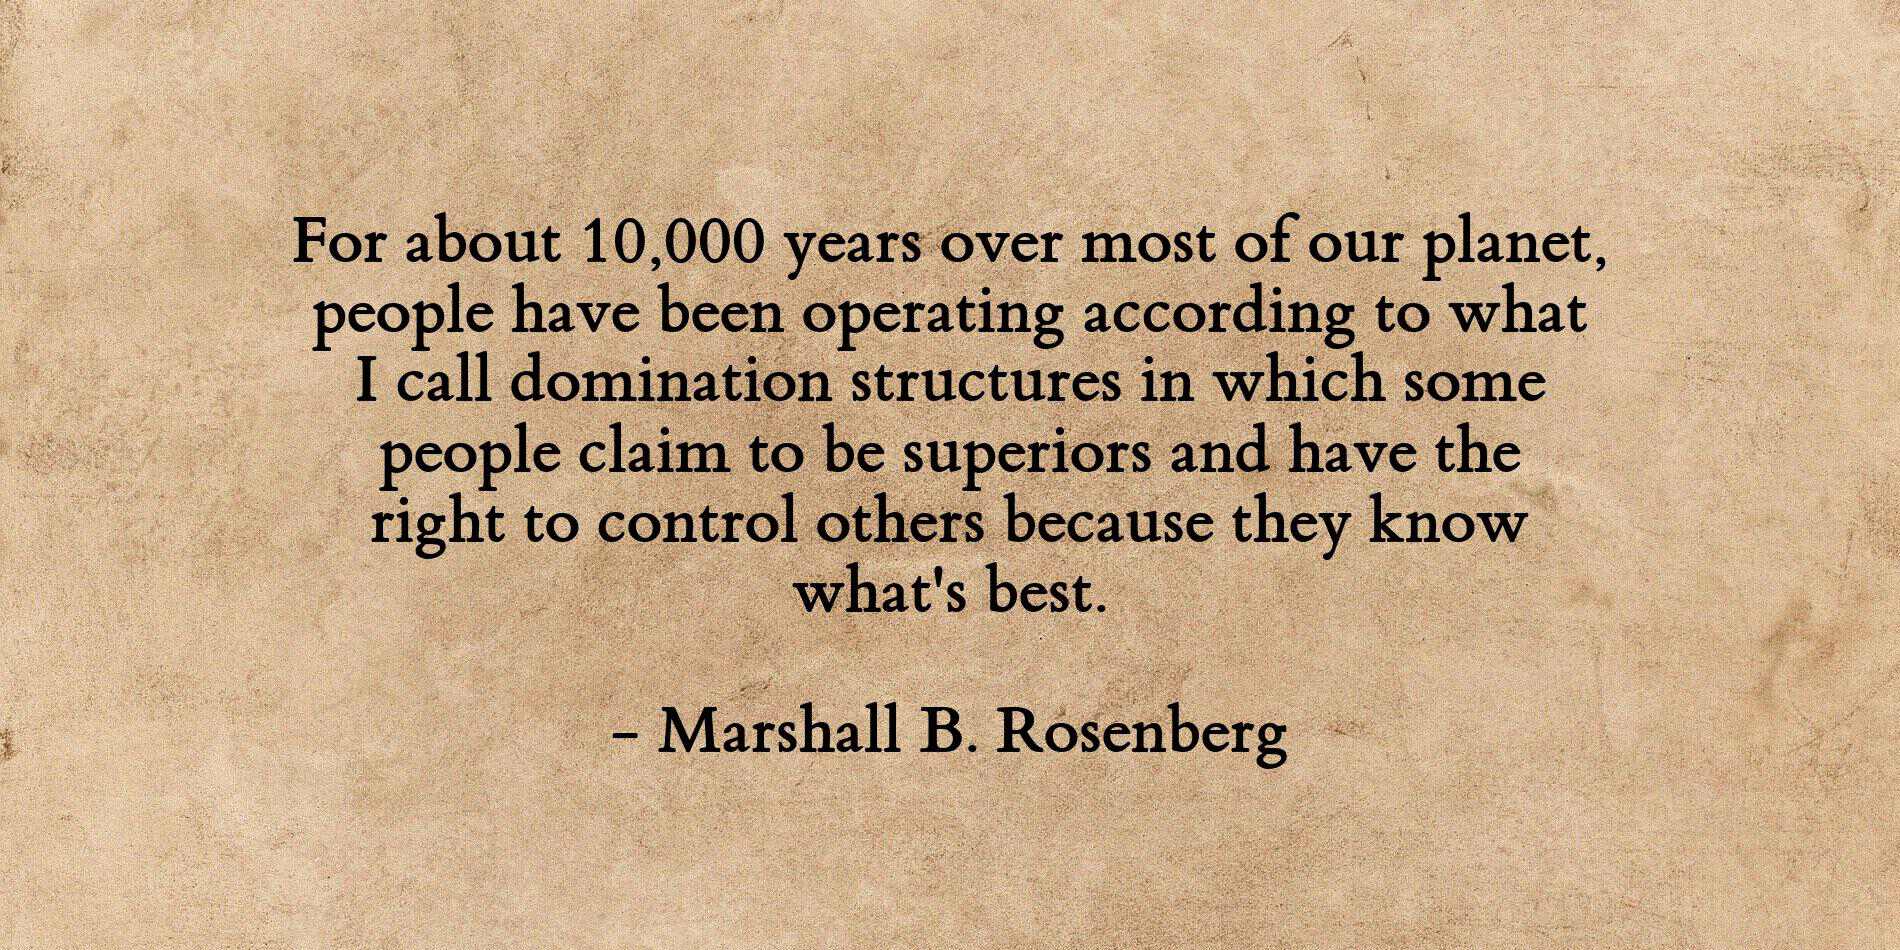 For about 10,000 years over most of our planet,
people have been operating according to what
I call domination structures in which some
people claim to be superiors and have the
right to control others because they know
what's best.
– Marshall B. Rosenberg